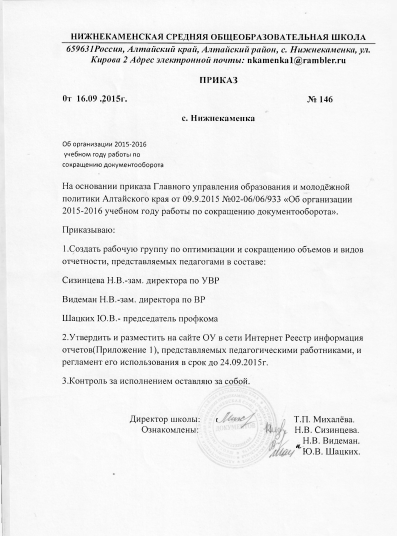 НИЖНЕКАМЕНСКАЯ СРЕДНЯЯ ОБЩЕОБРАЗОВАТЕЛЬНАЯ ШКОЛА
659631Россия, Алтайский край, Алтайский район, с. Нижнекаменка, ул.
Кирова 2 Адрес электронной почты: nkamenka1@rambler.ru
ПРИКАЗ
0т 16.09 .2015г. № 146
с. Нижнекаменка
Об организации 2015-2016
учебном году работы по
сокращению документооборота
На основании приказа Главного управления образования и молодёжной
политики Алтайского края от 09.9.2015 №02-06/06/933 «Об организации
2015-2016 учебном году работы по сокращению документооборота».
Приказываю:
1.Создать рабочую группу по оптимизации и сокращению объемов и видов
отчетности, представляемых педагогами в составе:
Сизинцева Н.В.-зам. директора по УВР
Видеман Н.В.-зам. директора по ВР
Шацких Ю.В.- председатель профкома
2.Утвердить и разместить на сайте ОУ в сети Интернет Реестр информация
отчетов(Приложение 1), представляемых педагогическими работниками, и
регламент его использования в срок до 24.09.2015г.
3.Контроль за исполнением оставляю за собой.
Директор школы: Т.П. Михалёва.
Ознакомлены: Н.В. Сизинцева.
Н.В. Видеман.
Ю.В. Шацких.